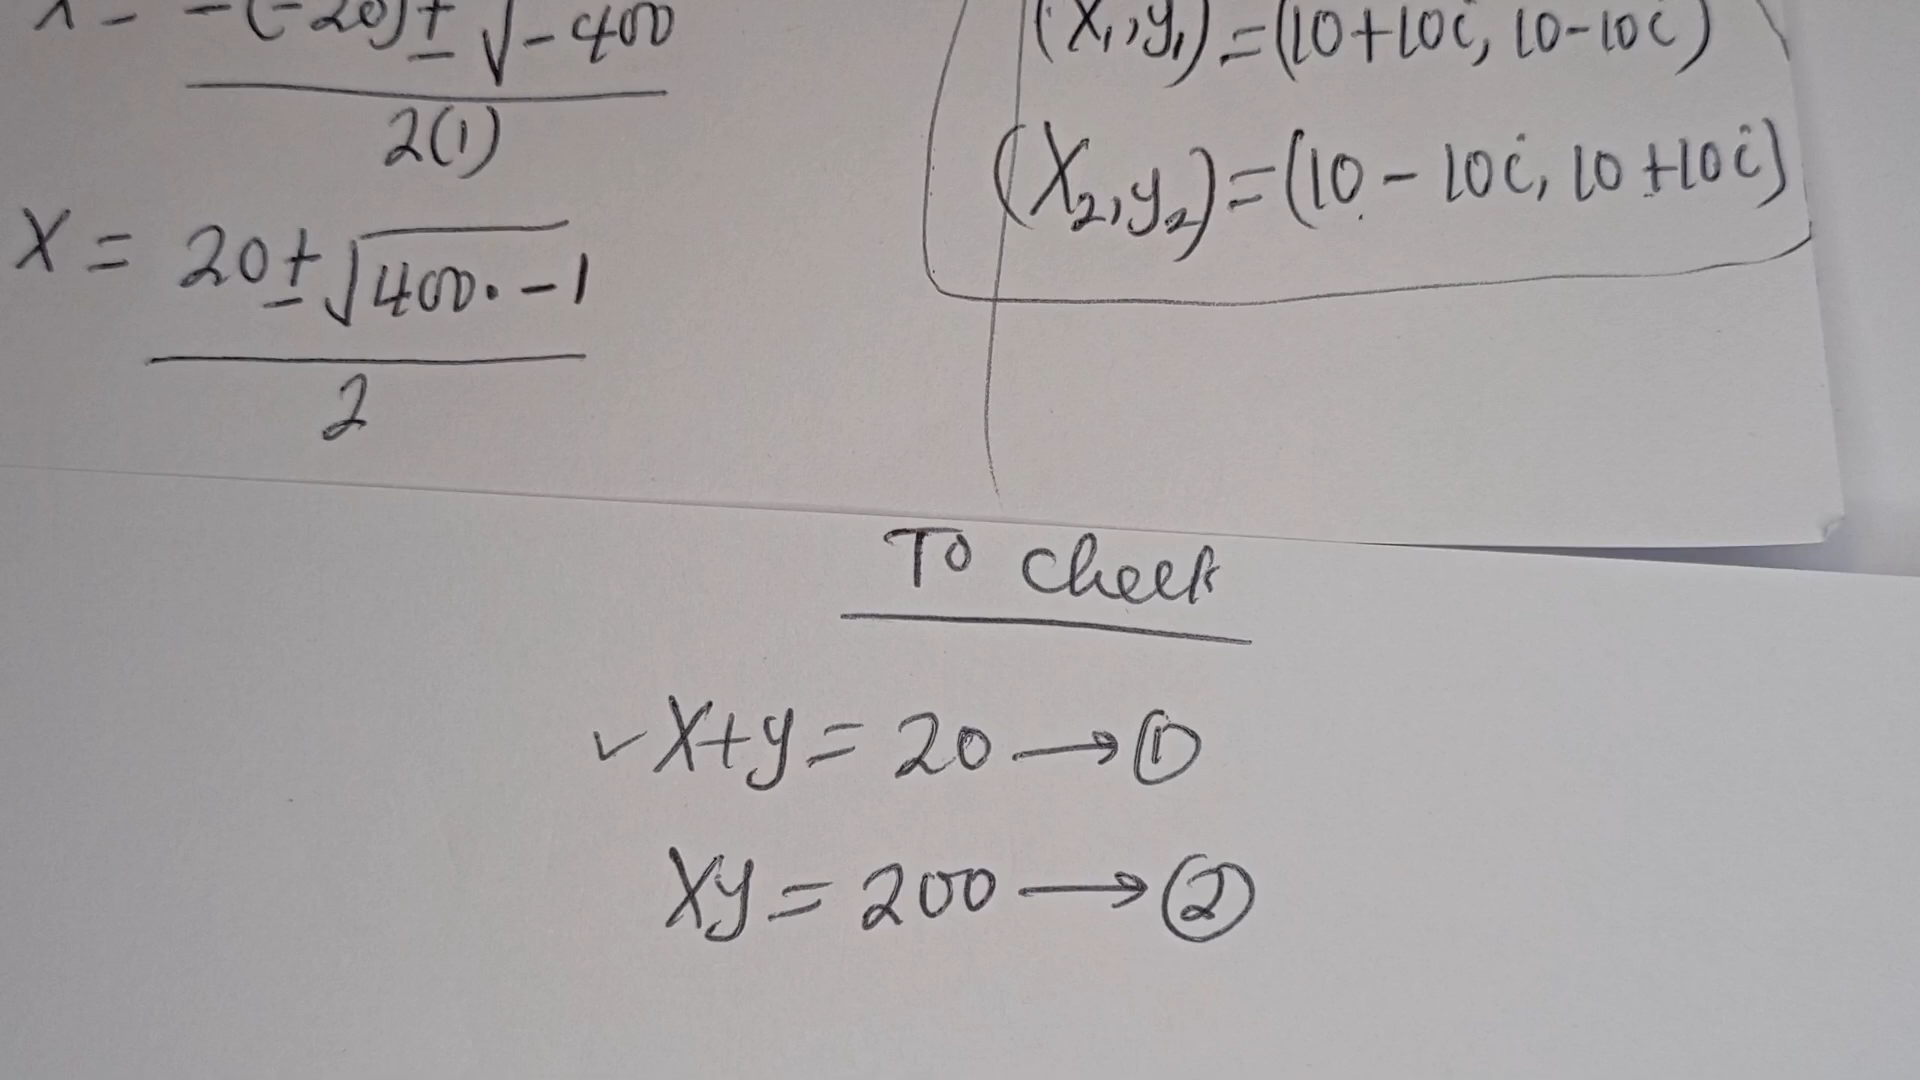 x = -(-20) ± √-400
2(1)
x = 20 ± √400·-1
2
(x₁,y₁) = (10+10i, 10-10i)
(x₂,y₂) = (10-10i, 10+10i)
To check
✓ x+y = 20 → ①
xy = 200 → ②